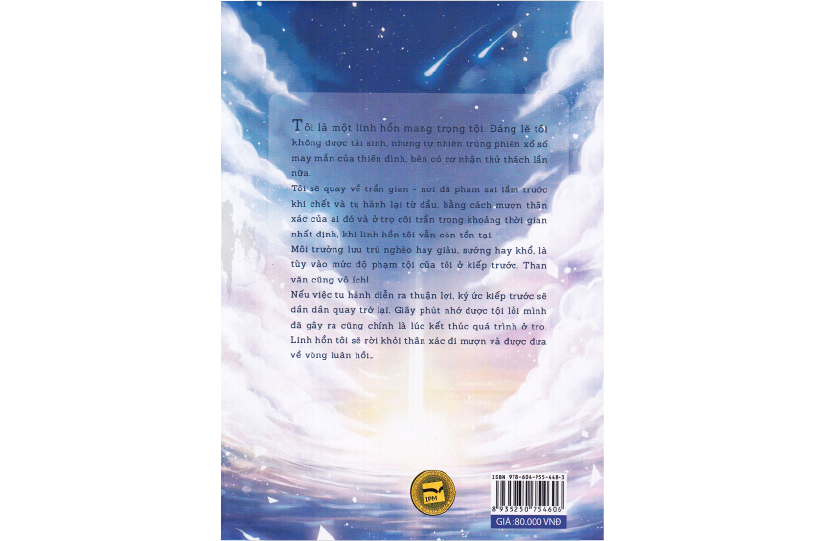 Tôi là một linh hồn mang trọng tội. Đáng lẽ tôi
không được tái sinh, nhưng tự nhiên trúng phiên xổ số
may mắn của thiên đình, bèn có cơ nhận thử thách lần
nữa.
Tôi sẽ quay về trần gian - nơi đã phạm sai lầm trước
khi chết và tu hành lại từ đầu, bằng cách mượn thân
xác của ai đó và ở trọ cõi trần trong khoảng thời gian
nhất định, khi linh hồn tôi vẫn còn tồn tại.
Môi trường lưu trú nghèo hay giàu, sướng hay khổ, là
tùy vào mức độ phạm tội của tôi ở kiếp trước. Than
vãn cũng vô ích!
Nếu việc tu hành diễn ra thuận lợi, ký ức kiếp trước sẽ
dần dần quay trở lại. Giây phút nhớ được tội lỗi mình
đã gây ra cũng chính là lúc kết thúc quá trình ở trọ.
Linh hồn tôi sẽ rời khỏi thân xác đi mượn và được đưa
về vòng luân hồi..
IPM
ISBN 978-604-955-448-3
8 935250 754606
GIÁ :80.000 VNĐ